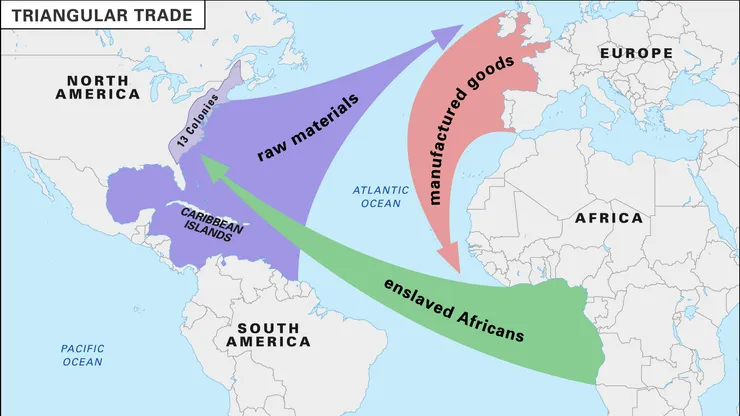 TRIANGULAR TRADE
NORTH
AMERICA
13 Colonies
raw materials
manufactured goods
EUROPE
ATLANTIC
OCEAN
AFRICA
CARIBBEAN
ISLANDS
enslaved Africans
SOUTH
AMERICA
PACIFIC
OCEAN